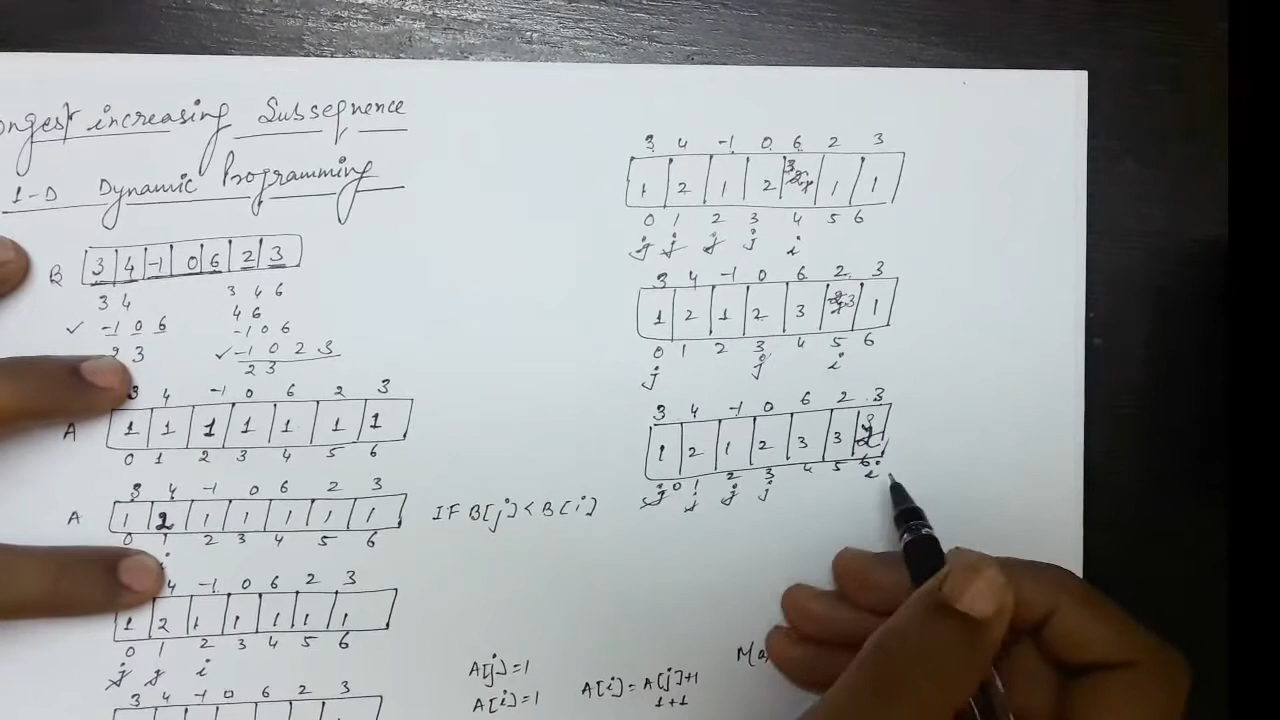 ongest increasing Subsequence
1-D Dynamic Programming
B 3 4 -1 0 6 2 3
3 4
3 4 6
4 6
✓ -1 0 6
-1 0 6
2 3
✓ -1 0 2 3
2 3
3 4 -1 0 6 2 3
A 1 1 1 1 1 1 1
0 1 2 3 4 5 6
3 4 -1 0 6 2 3
A 1 2 1 1 1 1 1
0 1 2 3 4 5 6
i
IF B[j] < B[i]
4 -1 0 6 2 3
1 2 1 1 1 1 1
0 1 2 3 4 5 6
j j i
3 4 -1 0 6 2 3
A[j]=1
A[i]=1
A[i]=A[j]+1
1+1
3 4 -1 0 6 2 3
1 2 1 2 3 1 1
0 1 2 3 4 5 6
j j j j i
3 4 -1 0 6 2 3
1 2 1 2 3 3 1
0 1 2 3 4 5 6
j j i
3 4 -1 0 6 2 3
1 2 1 2 3 3
0 1 2 3 4 5 6
j j j j i